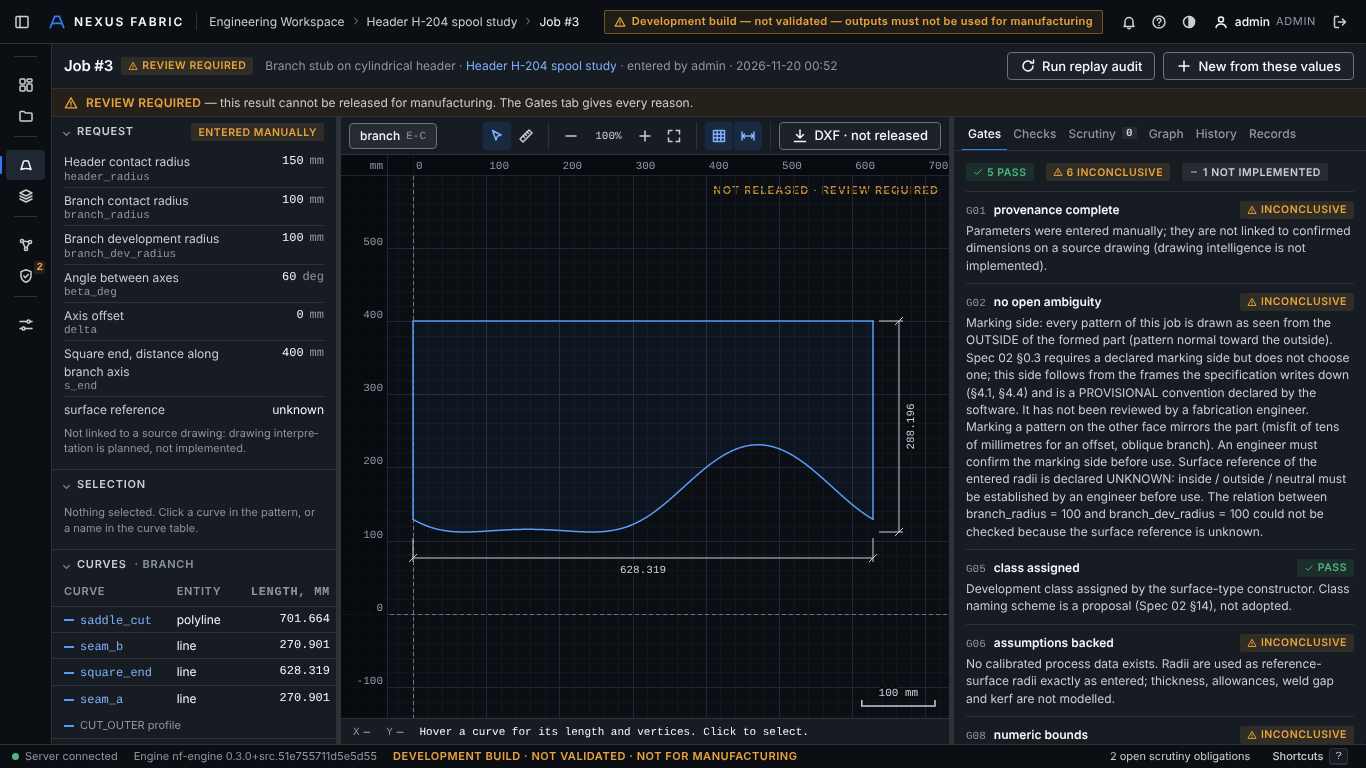 NEXUS FABRIC
Engineering Workspace > Header H-204 spool study > Job #3
Development build — not validated — outputs must not be used for manufacturing
admin ADMIN
Job #3 REVIEW REQUIRED Branch stub on cylindrical header · Header H-204 spool study · entered by admin · 2026-11-20 00:52
Run replay audit
New from these values
REVIEW REQUIRED — this result cannot be released for manufacturing. The Gates tab gives every reason.
REQUEST ENTERED MANUALLY
Header contact radius 150 mm
header_radius
Branch contact radius 100 mm
branch_radius
Branch development radius 100 mm
branch_dev_radius
Angle between axes 60 deg
beta_deg
Axis offset 0 mm
delta
Square end, distance along 400 mm
branch axis
s_end
surface reference unknown
Not linked to a source drawing: drawing interpre-
tation is planned, not implemented.
SELECTION
Nothing selected. Click a curve in the pattern, or
a name in the curve table.
CURVES · BRANCH
CURVE ENTITY LENGTH, MM
saddle_cut polyline 701.664
seam_b line 270.901
square_end line 628.319
seam_a line 270.901
CUT_OUTER profile
branch E-C
100%
DXF · not released
mm 0 100 200 300 400 500 600 700
NOT RELEASED · REVIEW REQUIRED
500
400
300
200
100
0
-100
288.196
628.319
100 mm
X — Y — Hover a curve for its length and vertices. Click to select.
Gates Checks Scrutiny 0 Graph History Records
5 PASS 6 INCONCLUSIVE 1 NOT IMPLEMENTED
G01 provenance complete INCONCLUSIVE
Parameters were entered manually; they are not linked to confirmed
dimensions on a source drawing (drawing intelligence is not
implemented).
G02 no open ambiguity INCONCLUSIVE
Marking side: every pattern of this job is drawn as seen from the
OUTSIDE of the formed part (pattern normal toward the outside).
Spec 02 §0.3 requires a declared marking side but does not choose
one; this side follows from the frames the specification writes down
(§4.1, §4.4) and is a PROVISIONAL convention declared by the
software. It has not been reviewed by a fabrication engineer.
Marking a pattern on the other face mirrors the part (misfit of tens
of millimetres for an offset, oblique branch). An engineer must
confirm the marking side before use. Surface reference of the
entered radii is declared UNKNOWN: inside / outside / neutral must
be established by an engineer before use. The relation between
branch_radius = 100 and branch_dev_radius = 100 could not be
checked because the surface reference is unknown.
G05 class assigned PASS
Development class assigned by the surface-type constructor. Class
naming scheme is a proposal (Spec 02 §14), not adopted.
G06 assumptions backed INCONCLUSIVE
No calibrated process data exists. Radii are used as reference-
surface radii exactly as entered; thickness, allowances, weld gap
and kerf are not modelled.
G08 numeric bounds INCONCLUSIVE
2
Server connected Engine nf-engine 0.3.0+src.51e755711d5e5d55 DEVELOPMENT BUILD · NOT VALIDATED · NOT FOR MANUFACTURING 2 open scrutiny obligations Shortcuts ?